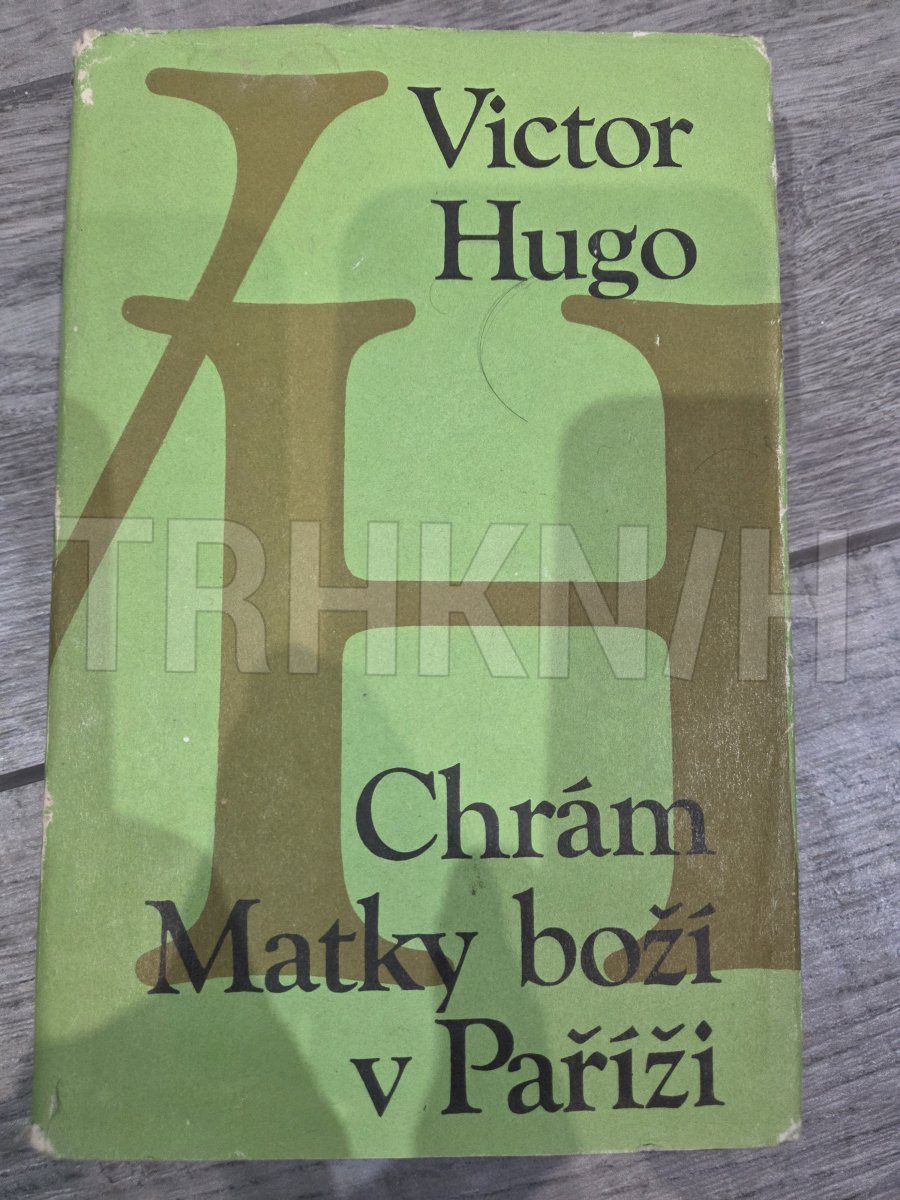 Victor
Hugo
TRHKNIH
Chrám
Matky boží
v Paříži